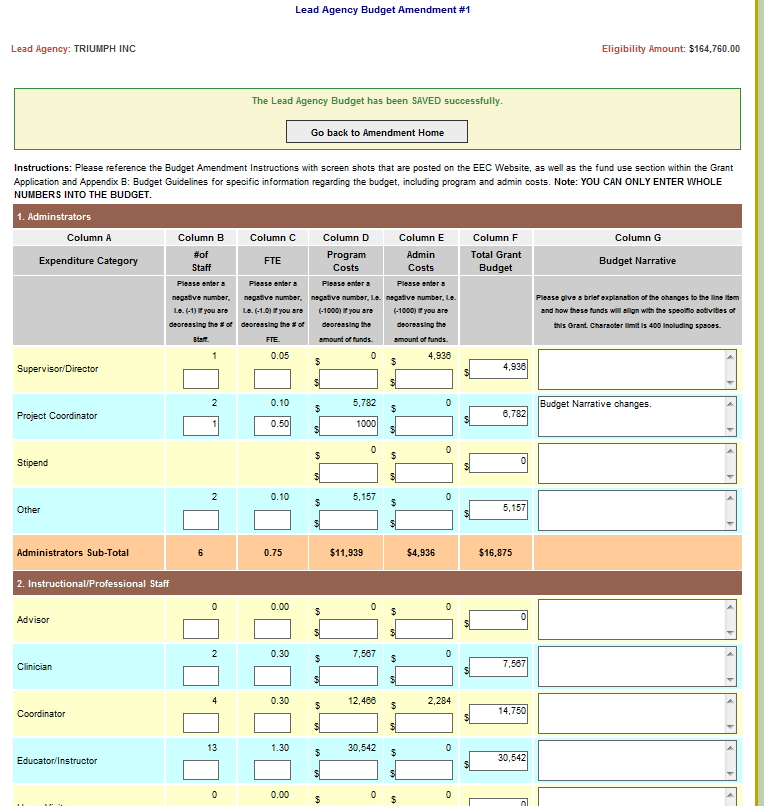 Lead Agency Budget Amendment #1
Lead Agency: TRIUMPH INC Eligibility Amount: $164,760.00
The Lead Agency Budget has been SAVED successfully.
Go back to Amendment Home
Instructions: Please reference the Budget Amendment Instructions with screen shots that are posted on the EEC Website, as well as the fund use section within the Grant
Application and Appendix B: Budget Guidelines for specific information regarding the budget, including program and admin costs. Note: YOU CAN ONLY ENTER WHOLE
NUMBERS INTO THE BUDGET.
1. Adminstrators
Column A Column B Column C Column D Column E Column F Column G
Expenditure Category #of Staff FTE Program Costs Admin Costs Total Grant Budget Budget Narrative
Please enter a negative number, i.e. (-1) if you are decreasing the # of Staff. Please enter a negative number, i.e. (-1.0) if you are decreasing the # of FTE. Please enter a negative number, i.e. (-1000) if you are decreasing the amount of funds. Please enter a negative number, i.e. (-1000) if you are decreasing the amount of funds. Please give a brief explanation of the changes to the line item and how these funds will align with the specific activities of this Grant. Character limit is 400 including spaces.
Supervisor/Director 1 0.05 $ 0 $ 4,936 $ 4,936
$ $
Project Coordinator 2 0.10 $ 5,782 $ 0 $ 6,782 Budget Narrative changes.
1 0.50 $ 1000 $
Stipend $ 0 $ 0 $ 0
$ $
Other 2 0.10 $ 5,157 $ 0 $ 5,157
$ $
Administrators Sub-Total 6 0.75 $11,939 $4,936 $16,875
2. Instructional/Professional Staff
Advisor 0 0.00 $ 0 $ 0 $ 0
$ $
Clinician 2 0.30 $ 7,567 $ 0 $ 7,567
$ $
Coordinator 4 0.30 $ 12,466 $ 2,284 $ 14,750
$ $
Educator/Instructor 13 1.30 $ 30,542 $ 0 $ 30,542
$ $
0 0.00 $ 0 $ 0